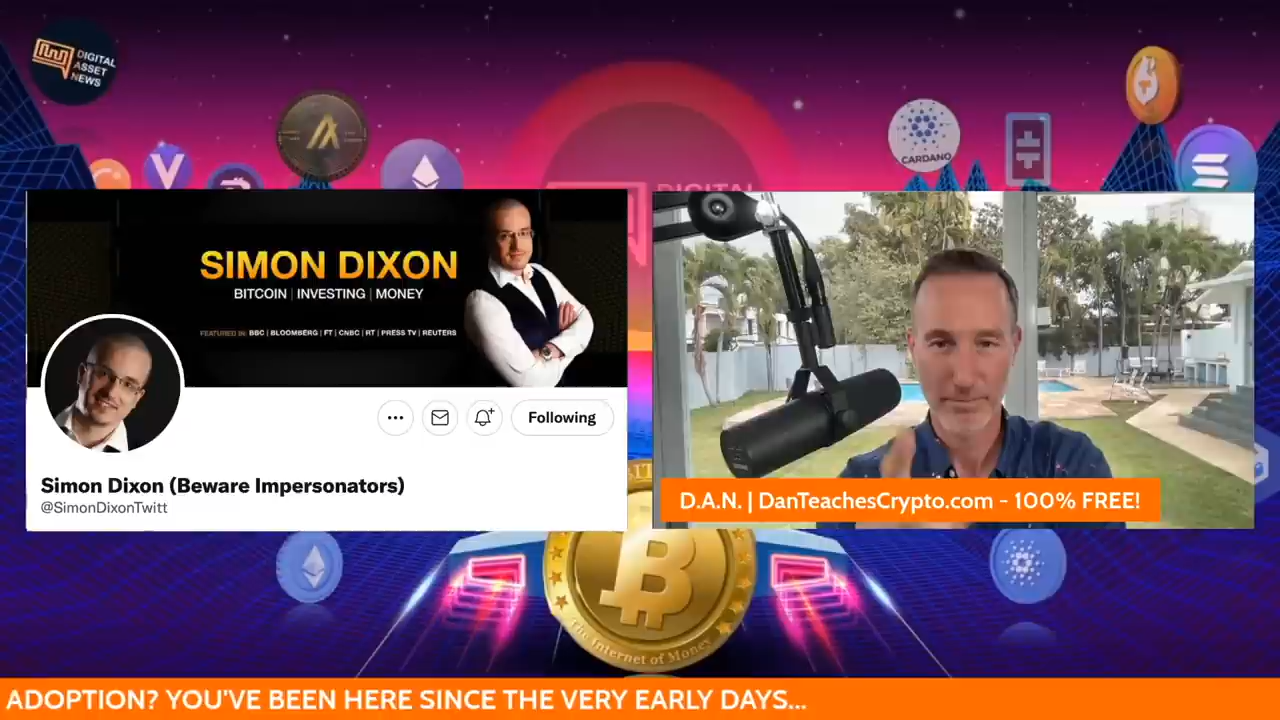 DIGITAL
ASSET
NEWS
CARDANO
DIGITAL
SIMON DIXON
BITCOIN | INVESTING | MONEY
FEATURED IN: BBC | BLOOMBERG | FT | CNBC | RT | PRESS TV | REUTERS
Following
Simon Dixon (Beware Impersonators)
@SimonDixonTwitt
D.A.N. | DanTeachesCrypto.com - 100% FREE!
The Internet of Money
ADOPTION? YOU'VE BEEN HERE SINCE THE VERY EARLY DAYS...